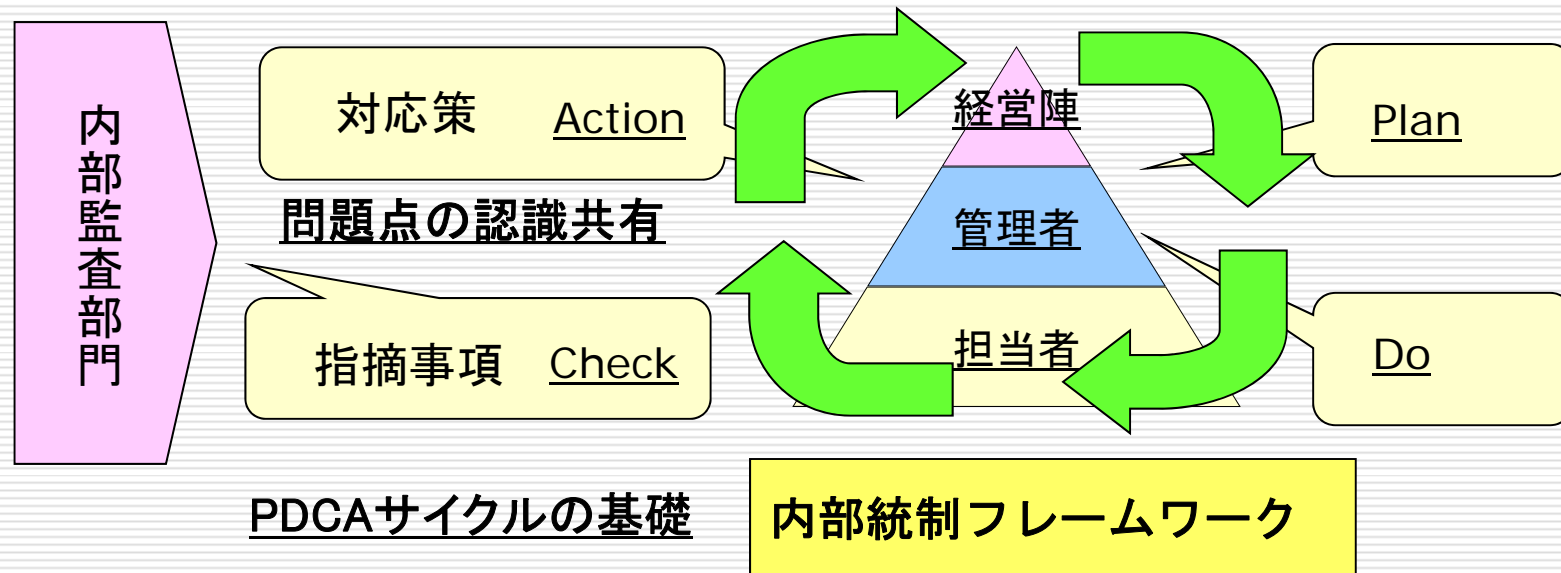 内部監査部門
対応策 Action
経営陣
Plan
問題点の認識共有
管理者
指摘事項 Check
担当者
Do
PDCAサイクルの基礎
内部統制フレームワーク